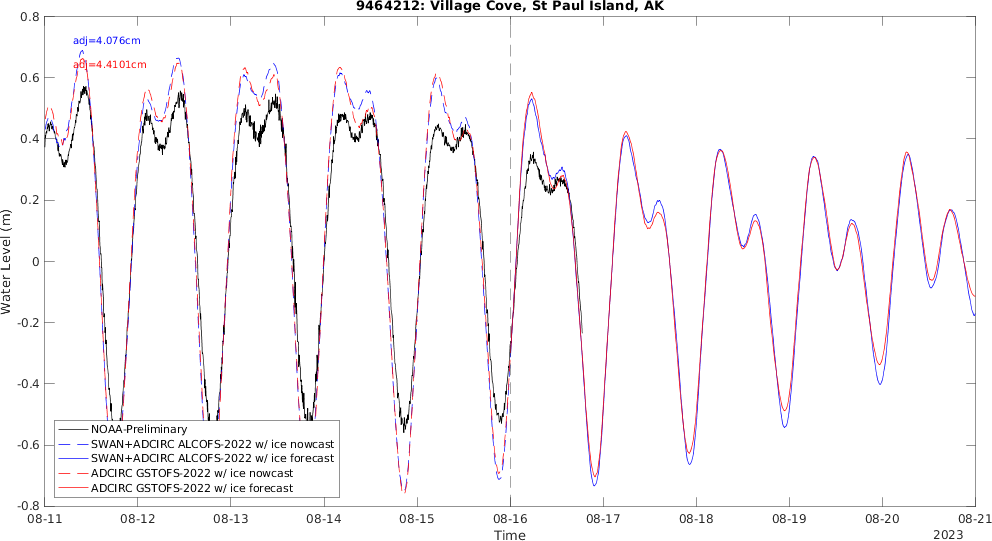 9464212: Village Cove, St Paul Island, AK
adj=4.076cm
adj=4.4101cm
Water Level (m)
0.8
0.6
0.4
0.2
0
-0.2
-0.4
-0.6
-0.8
NOAA-Preliminary
SWAN+ADCIRC ALCOFS-2022 w/ ice nowcast
SWAN+ADCIRC ALCOFS-2022 w/ ice forecast
ADCIRC GSTOFS-2022 w/ ice nowcast
ADCIRC GSTOFS-2022 w/ ice forecast
08-11 08-12 08-13 08-14 08-15 08-16 08-17 08-18 08-19 08-20 08-21
Time
2023